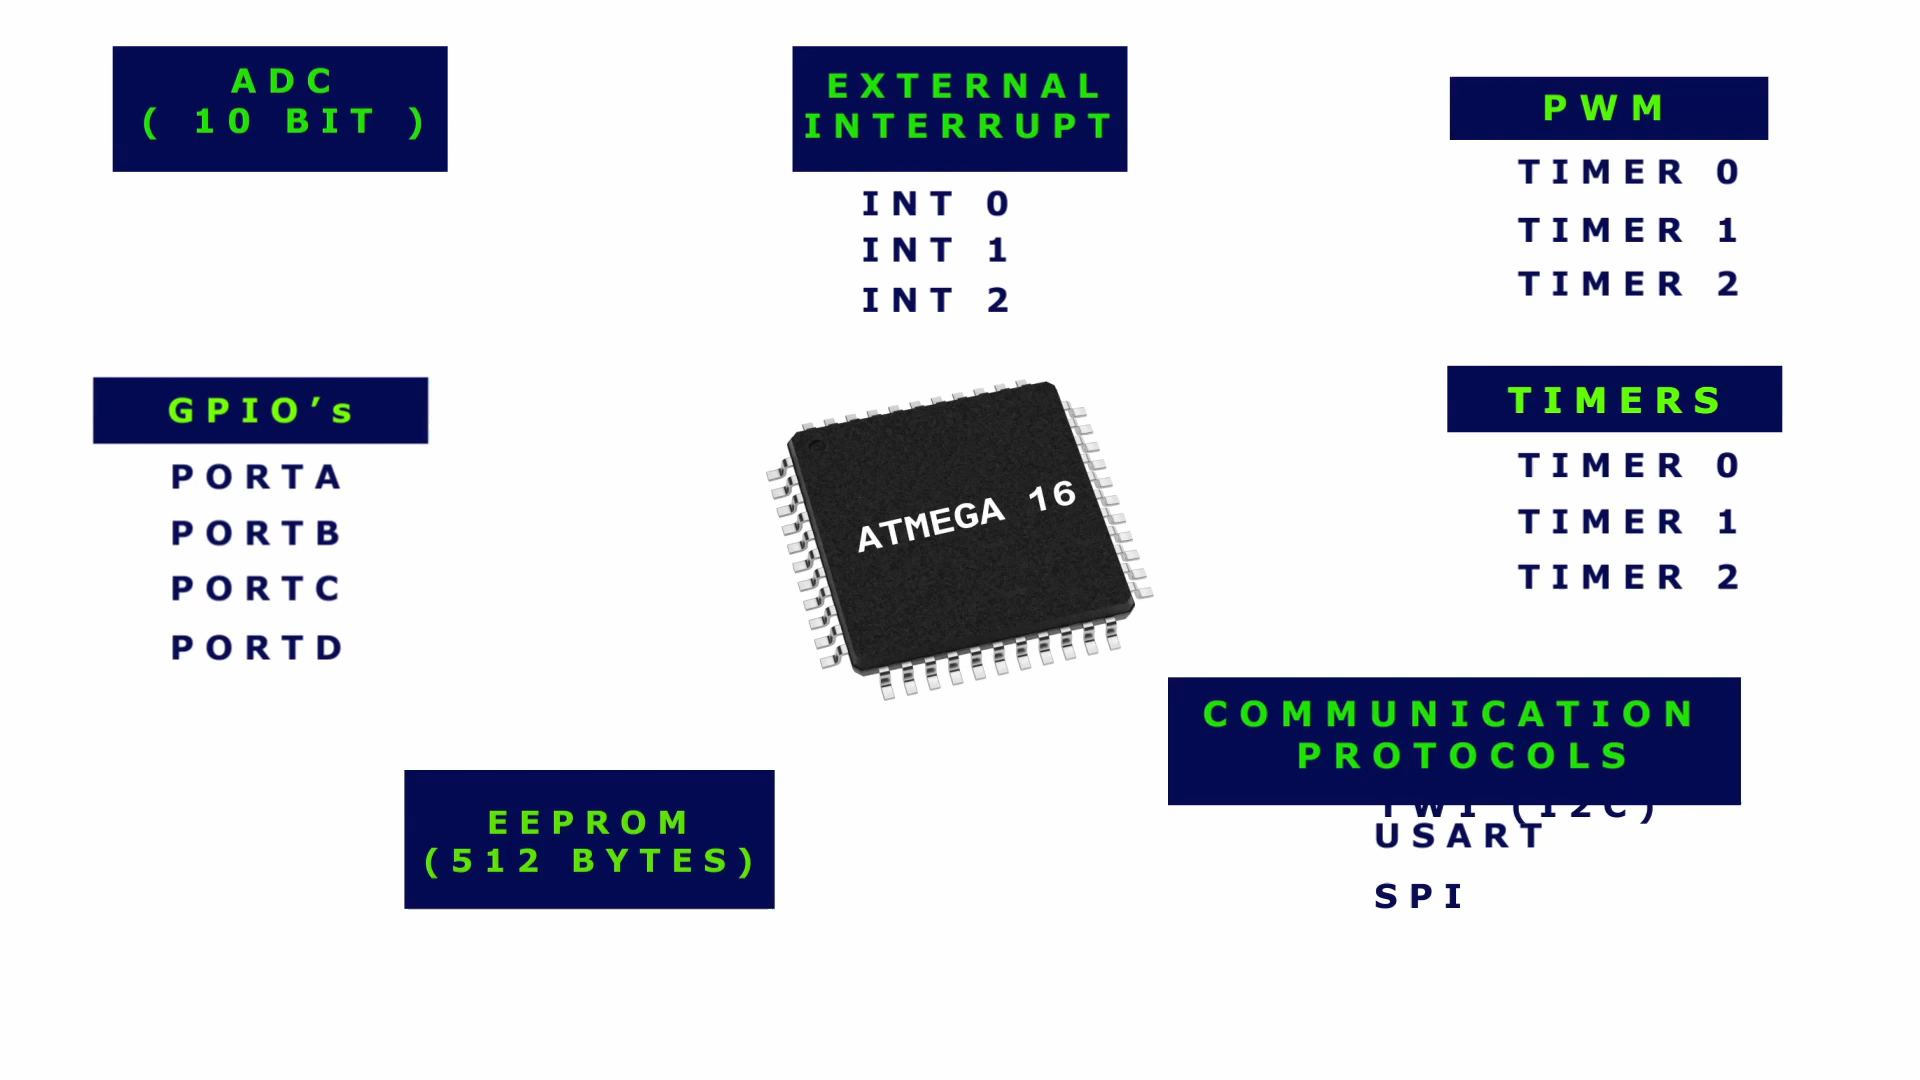 ADC
( 10 BIT )
EXTERNAL
INTERRUPT
INT 0
INT 1
INT 2
PWM
TIMER 0
TIMER 1
TIMER 2
GPIO’s
PORTA
PORTB
PORTC
PORTD
ATMEGA 16
TIMERS
TIMER 0
TIMER 1
TIMER 2
EEPROM
(512 BYTES)
COMMUNICATION
PROTOCOLS
TWI (I2C)
USART
SPI